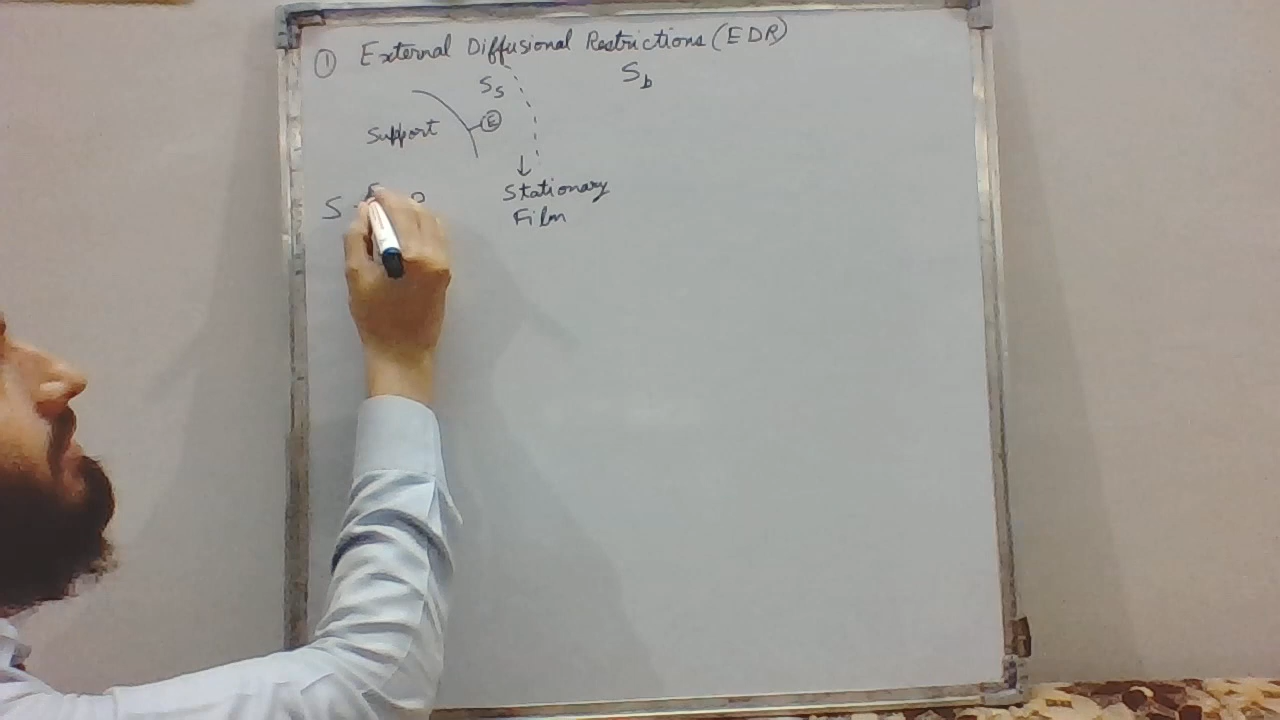 ① External Diffusional Restrictions (EDR)
Ss
Sb
Support
E
↓
Stationary
Film
S